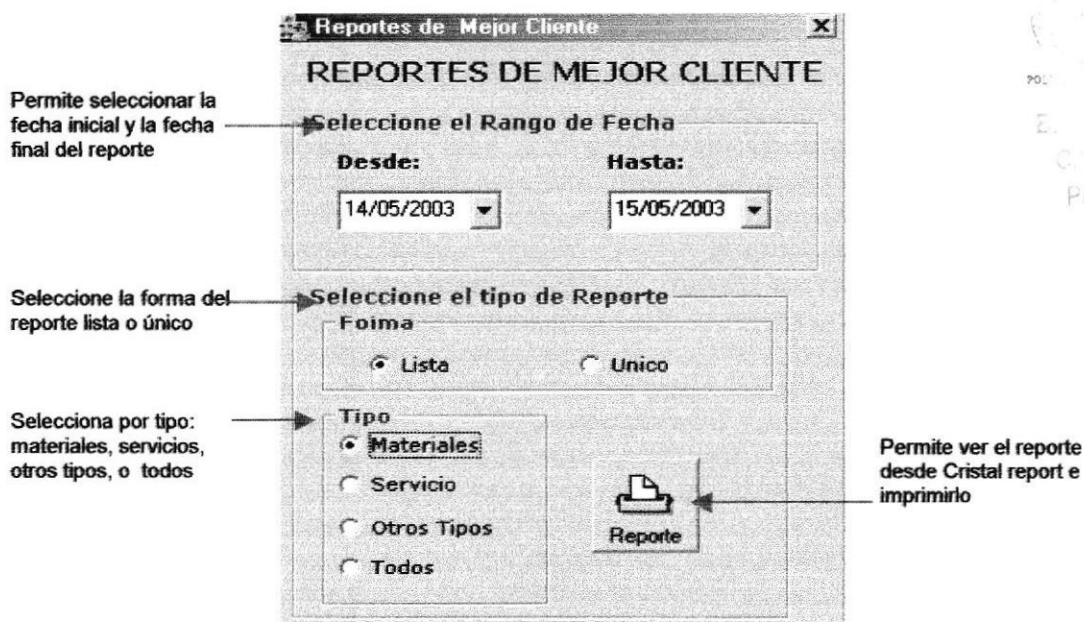 Reportes de Mejor Cliente
REPORTES DE MEJOR CLIENTE
Permite seleccionar la
fecha inicial y la fecha
final del reporte
Seleccione el Rango de Fecha
Desde:
Hasta:
14/05/2003
15/05/2003
Seleccione la forma del
reporte lista o único
Seleccione el tipo de Reporte
Foima
Lista
Unico
Selecciona por tipo:
materiales, servicios,
otros tipos, o todos
Tipo
Materiales
Servicio
Otros Tipos
Todos
Reporte
Permite ver el reporte
desde Cristal report e
imprimirlo